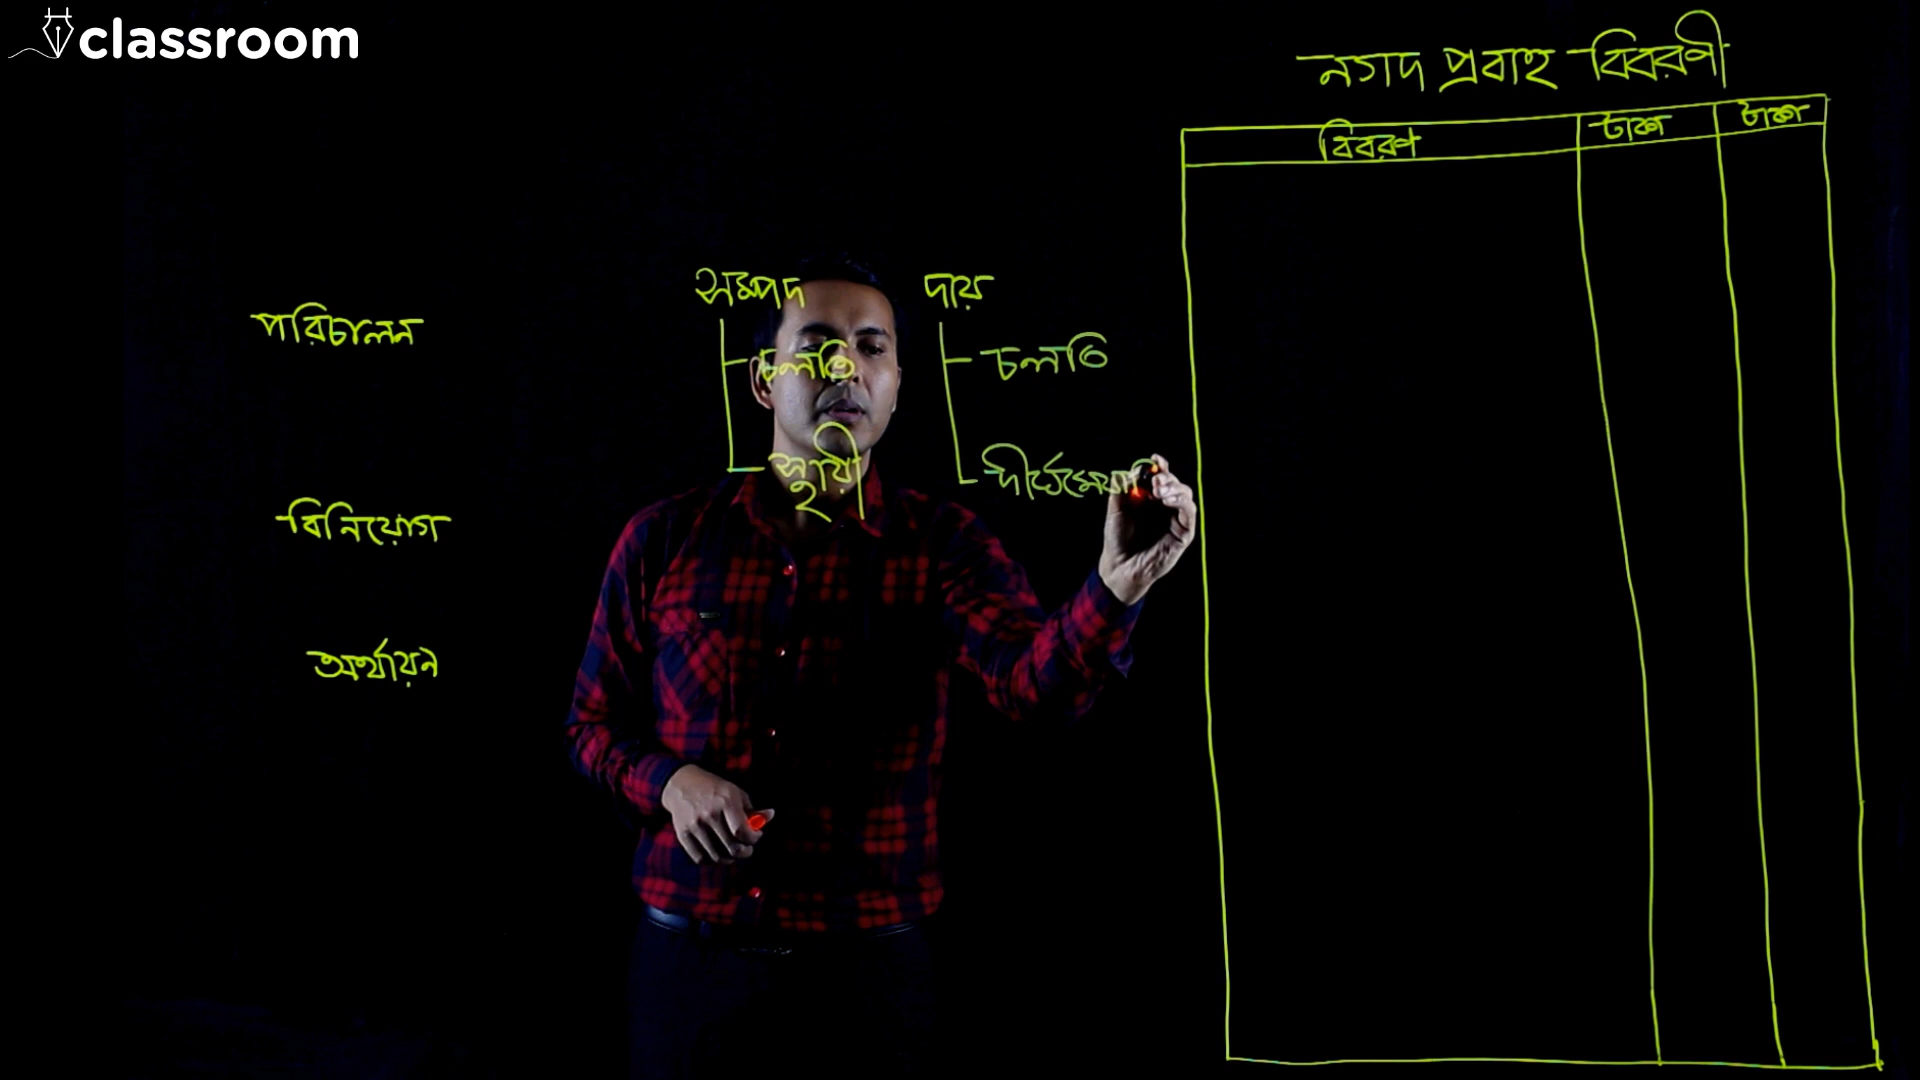 classroom
নগদ প্রবাহ বিবরণী
বিবরণ টাকা টাকা
সম্পদ দায়
পরিচালন
চলতি চলতি
স্থায়ী দীর্ঘমেয়াদি
বিনিয়োগ
অর্থায়ন